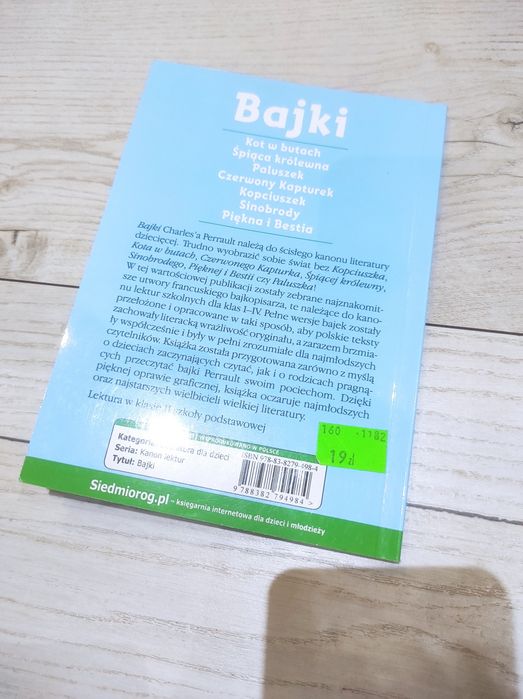 Bajki
Kot w butach
Śpiąca królewna
Paluszek
Czerwony Kapturek
Kopciuszek
Sinobrody
Piękna i Bestia
Bajki Charles'a Perrault należą do ścisłego kanonu literatury
dziecięcej. Trudno wyobrazić sobie świat bez Kopciuszka,
Kota w butach, Czerwonego Kapturka, Śpiącej królewny,
Sinobrodego, Pięknej i Bestii czy Paluszka!
W tej wartościowej publikacji zostały zebrane najznakomit-
sze utwory francuskiego bajkopisarza, te należące do kano-
nu lektur szkolnych dla klas I–IV. Pełne wersje bajek zostały
przełożone i opracowane w taki sposób, aby polskie teksty
zachowały literacką wrażliwość oryginału, a zarazem brzmia-
ły współcześnie i były w pełni zrozumiałe dla najmłodszych
czytelników. Książka została przygotowana zarówno z myślą
o dzieciach zaczynających czytać, jak i o rodzicach pragną-
cych przeczytać bajki Perrault swoim pociechom. Dzięki
pięknej oprawie graficznej, książka oczaruje najmłodszych
oraz najstarszych wielbicieli wielkiej literatury.
Lektura w klasie II szkoły podstawowej
160 -1182
19zł
WYPRODUKOWANO W POLSCE
Kategoria: dla dzieci
Seria: Kanon lektur
Tytuł: Bajki
ISBN 978-83-8279-498-4
9 788382 794984 >
Siedmiorog.pl – księgarnia internetowa dla dzieci i młodzieży